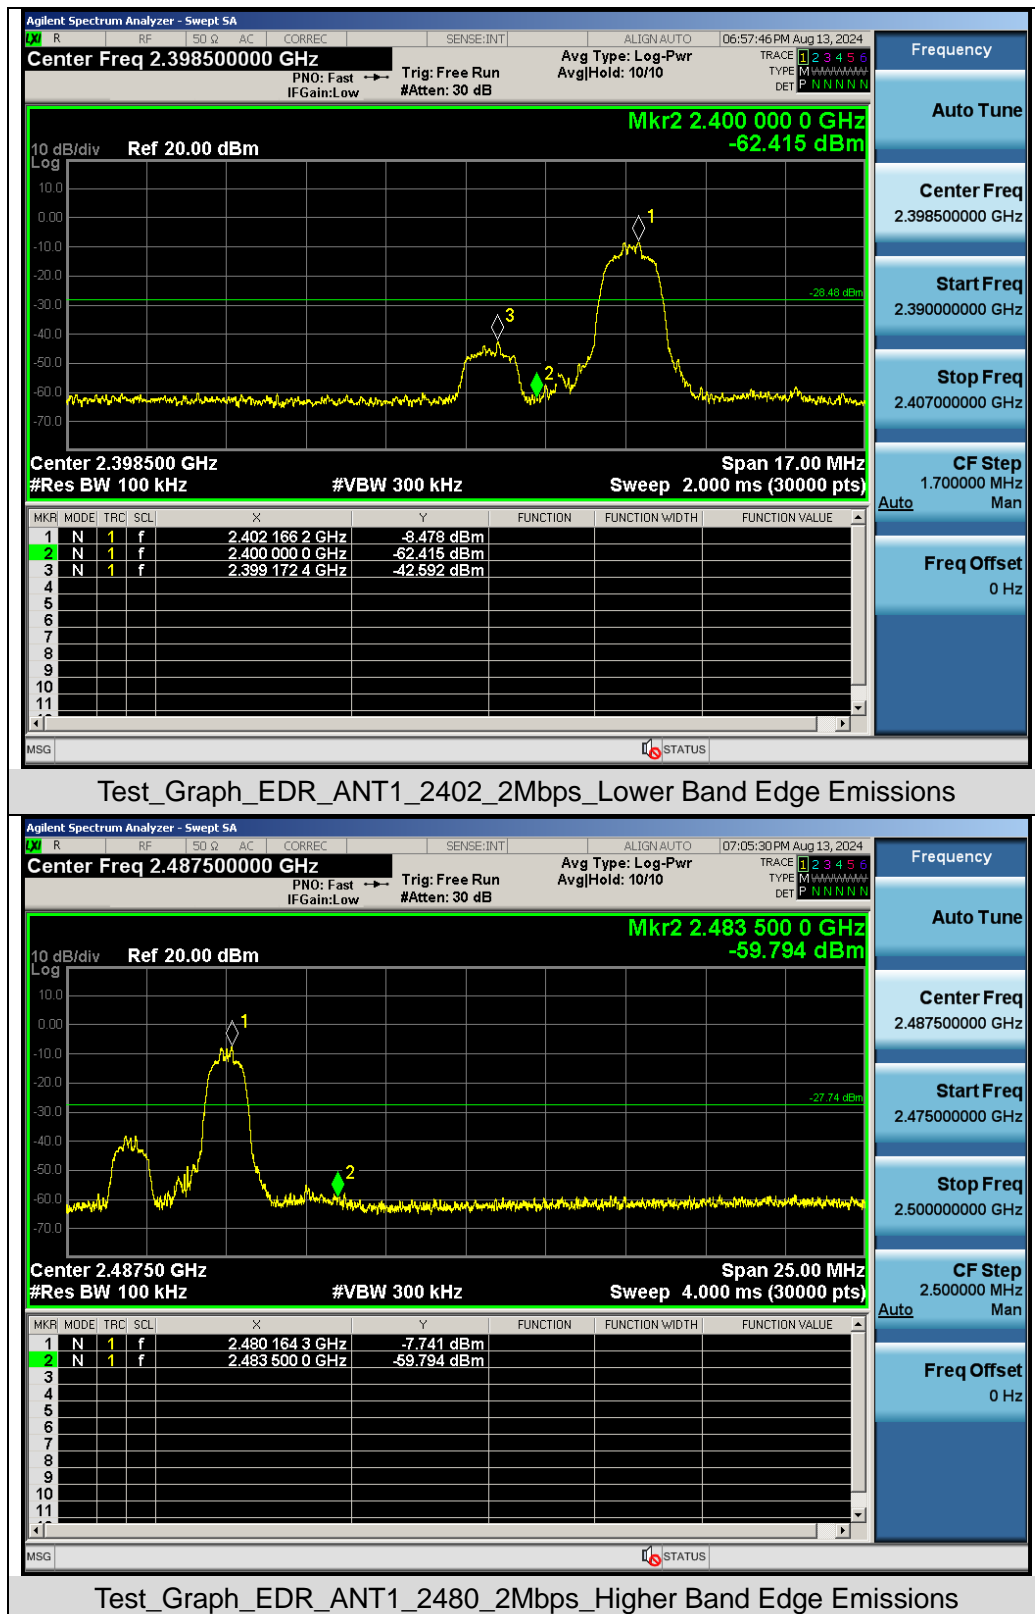 Agilent Spectrum Analyzer - Swept SA
LXI R RF 50 Ω AC CORREC SENSE:INT ALIGN AUTO 06:57:46 PM Aug 13, 2024
Center Freq 2.398500000 GHz
PNO: Fast
IFGain:Low
Trig: Free Run
#Atten: 30 dB
Avg Type: Log-Pwr
Avg|Hold: 10/10
TRACE 1 2 3 4 5 6
TYPE M
DET P N N N N N
Mkr2 2.400 000 0 GHz
-62.415 dBm
10 dB/div Ref 20.00 dBm
Log
10.0
0.00
-10.0
-20.0
-30.0
-40.0
-50.0
-60.0
-70.0
1
-28.48 dBm
3
2
Center 2.398500 GHz Span 17.00 MHz
#Res BW 100 kHz #VBW 300 kHz Sweep 2.000 ms (30000 pts)
MKR MODE TRC SCL X Y FUNCTION FUNCTION WIDTH FUNCTION VALUE
1 N 1 f 2.402 166 2 GHz -8.478 dBm
2 N 1 f 2.400 000 0 GHz -62.415 dBm
3 N 1 f 2.399 172 4 GHz -42.592 dBm
4
5
6
7
8
9
10
11
MSG STATUS
Frequency
Auto Tune
Center Freq
2.398500000 GHz
Start Freq
2.390000000 GHz
Stop Freq
2.407000000 GHz
CF Step
1.700000 MHz
Auto Man
Freq Offset
0 Hz
Test_Graph_EDR_ANT1_2402_2Mbps_Lower Band Edge Emissions
Agilent Spectrum Analyzer - Swept SA
LXI R RF 50 Ω AC CORREC SENSE:INT ALIGN AUTO 07:05:30 PM Aug 13, 2024
Center Freq 2.487500000 GHz
PNO: Fast
IFGain:Low
Trig: Free Run
#Atten: 30 dB
Avg Type: Log-Pwr
Avg|Hold: 10/10
TRACE 1 2 3 4 5 6
TYPE M
DET P N N N N N
Mkr2 2.483 500 0 GHz
-59.794 dBm
10 dB/div Ref 20.00 dBm
Log
10.0
0.00
-10.0
-20.0
-30.0
-40.0
-50.0
-60.0
-70.0
1
-27.74 dBm
2
Center 2.48750 GHz Span 25.00 MHz
#Res BW 100 kHz #VBW 300 kHz Sweep 4.000 ms (30000 pts)
MKR MODE TRC SCL X Y FUNCTION FUNCTION WIDTH FUNCTION VALUE
1 N 1 f 2.480 164 3 GHz -7.741 dBm
2 N 1 f 2.483 500 0 GHz -59.794 dBm
3
4
5
6
7
8
9
10
11
MSG STATUS
Frequency
Auto Tune
Center Freq
2.487500000 GHz
Start Freq
2.475000000 GHz
Stop Freq
2.500000000 GHz
CF Step
2.500000 MHz
Auto Man
Freq Offset
0 Hz
Test_Graph_EDR_ANT1_2480_2Mbps_Higher Band Edge Emissions